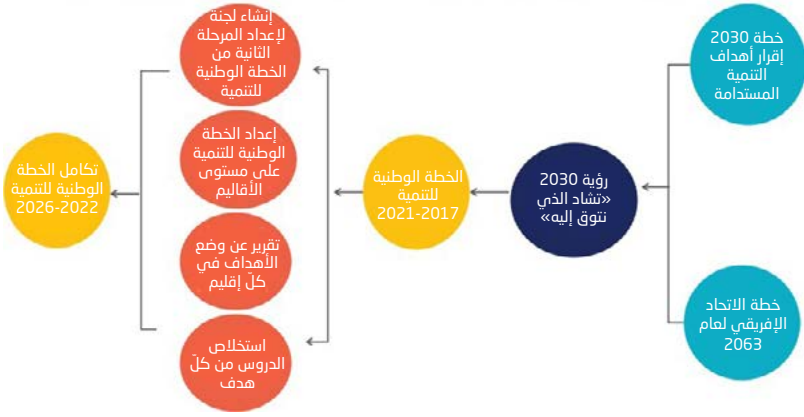 خطة 2030
إقرار أهداف
التنمية
المستدامة
خطة الاتحاد
الإفريقي لعام
2063
رؤية 2030
«تشاد الذي
نتوق إليه»
الخطة الوطنية
للتنمية
2021-2017
إنشاء لجنة
لإعداد المرحلة
الثانية من
الخطة الوطنية
للتنمية
إعداد الخطة
الوطنية للتنمية
على مستوى
الأقاليم
تقرير عن وضع
الأهداف في
كلّ إقليم
استخلاص
الدروس من كلّ
هدف
تكامل الخطة
الوطنية للتنمية
2026-2022